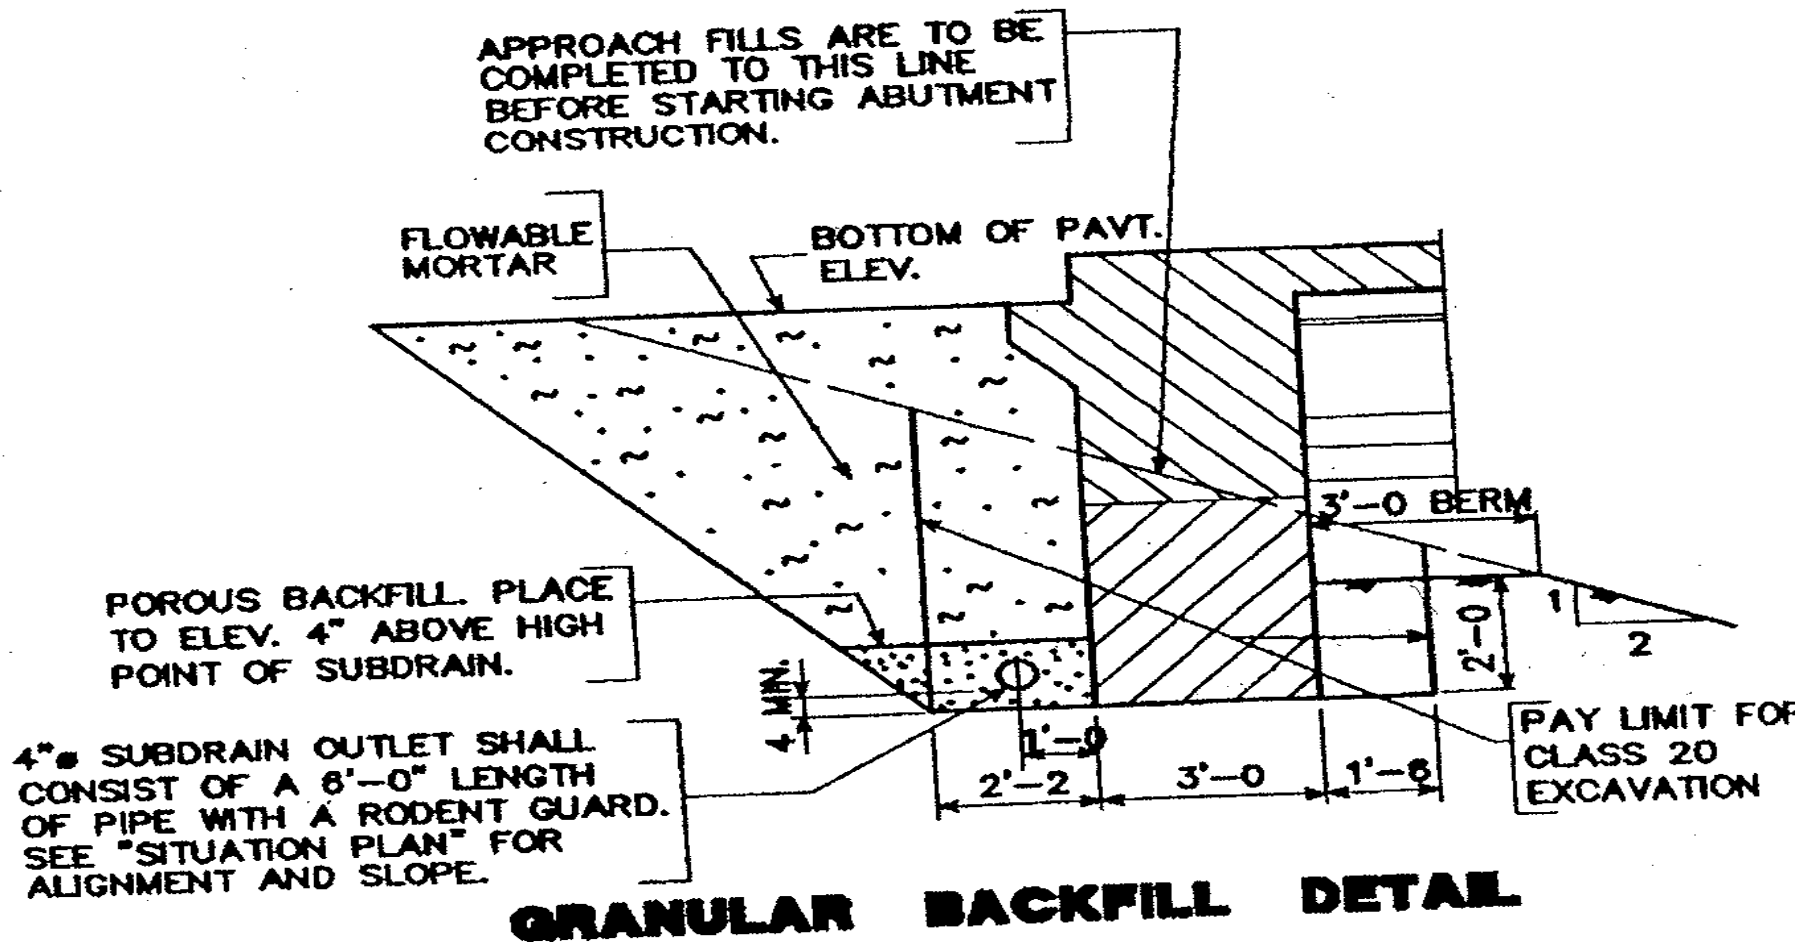 APPROACH FILLS ARE TO BE
COMPLETED TO THIS LINE
BEFORE STARTING ABUTMENT
CONSTRUCTION.
FLOWABLE
MORTAR
BOTTOM OF PAVT.
ELEV.
3'-0 BERM
POROUS BACKFILL. PLACE
TO ELEV. 4" ABOVE HIGH
POINT OF SUBDRAIN.
4 MIN.
2'-0
1
2
4"ø SUBDRAIN OUTLET SHALL
CONSIST OF A 6'-0" LENGTH
OF PIPE WITH A RODENT GUARD.
SEE "SITUATION PLAN" FOR
ALIGNMENT AND SLOPE.
1'-0
2'-2
3'-0
1'-6
PAY LIMIT FOR
CLASS 20
EXCAVATION
GRANULAR BACKFILL DETAIL